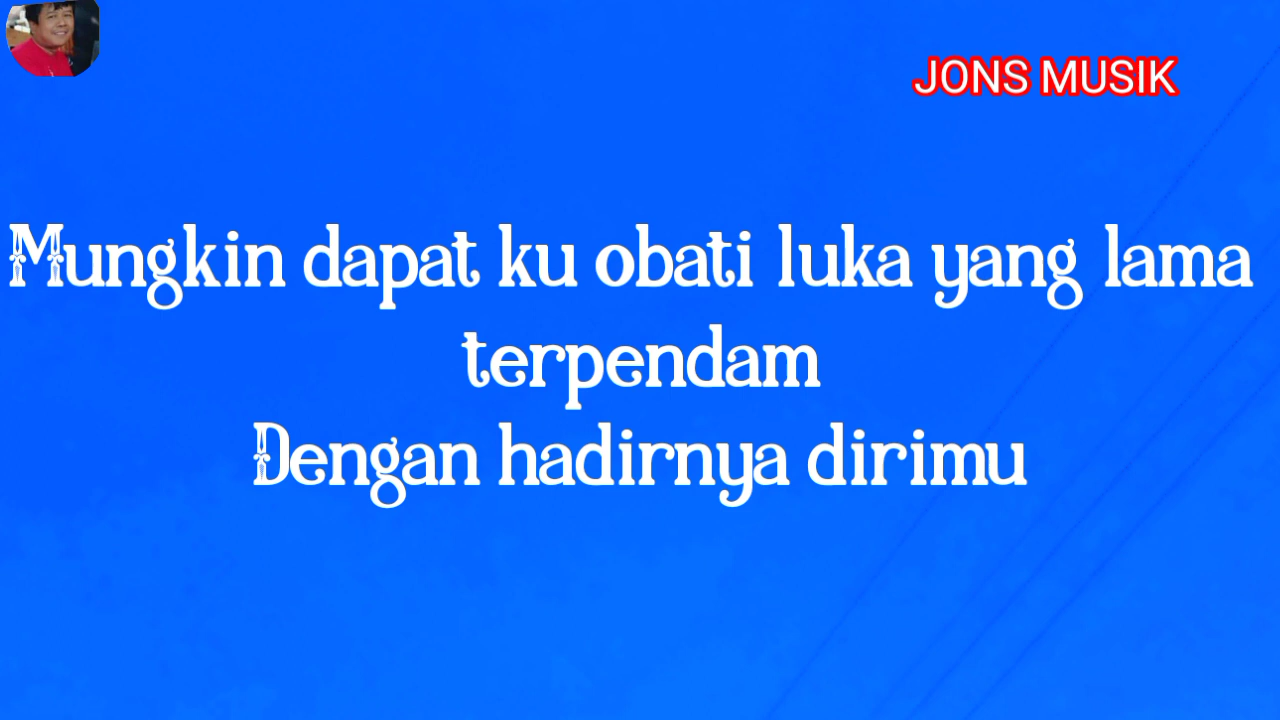 JONS MUSIK
Mungkin dapat ku obati luka yang lama
terpendam
Dengan hadirnya dirimu